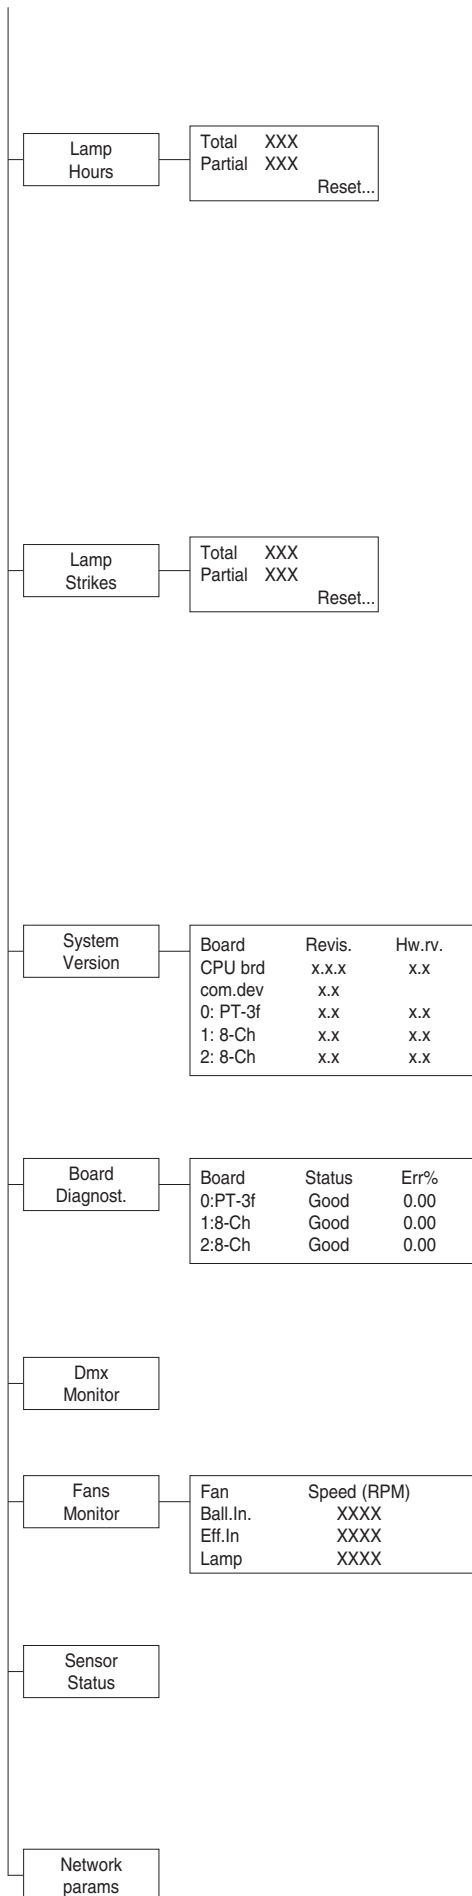 Lamp
Hours
Total XXX
Partial XXX
Reset...
Lamp
Strikes
Total XXX
Partial XXX
Reset...
System
Version
Board Revis. Hw.rv.
CPU brd x.x.x x.x
com.dev x.x
0: PT-3f x.x x.x
1: 8-Ch x.x x.x
2: 8-Ch x.x x.x
Board
Diagnost.
Board Status Err%
0:PT-3f Good 0.00
1:8-Ch Good 0.00
2:8-Ch Good 0.00
Dmx
Monitor
Fans
Monitor
Fan Speed (RPM)
Ball.In. XXXX
Eff.In XXXX
Lamp XXXX
Sensor
Status
Network
params